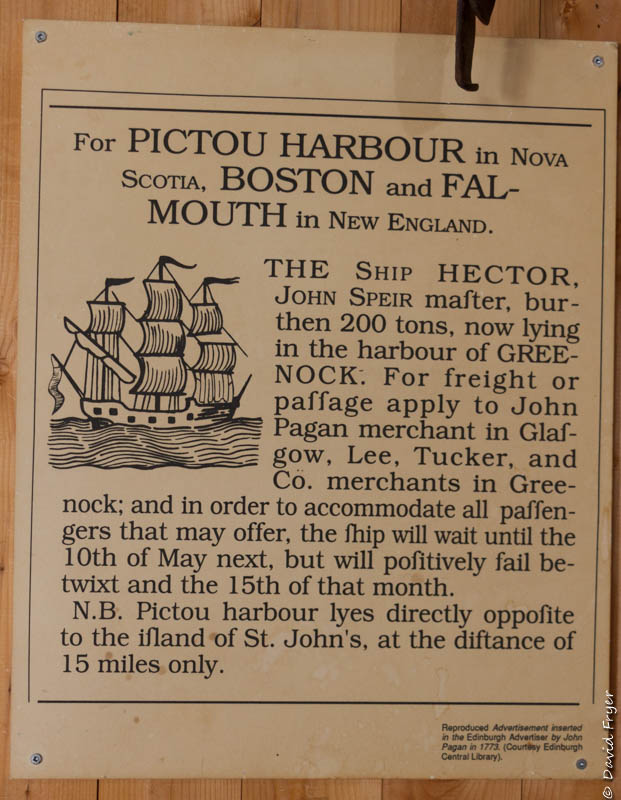 For PICTOU HARBOUR in Nova
Scotia, BOSTON and FAL-
MOUTH in New England.
THE Ship HECTOR,
John Speir maſter, bur-
then 200 tons, now lying
in the harbour of GREE-
NOCK. For freight or
paſſage apply to John
Pagan merchant in Glaſ-
gow, Lee, Tucker, and
Co. merchants in Gree-
nock; and in order to accommodate all paſſen-
gers that may offer, the ſhip will wait until the
10th of May next, but will poſitively ſail be-
twixt and the 15th of that month.
N.B. Pictou harbour lyes directly oppoſite
to the iſland of St. John's, at the diſtance of
15 miles only.
Reproduced Advertisement inserted
in the Edinburgh Advertiser by John
Pagan in 1773. (Courtesy Edinburgh
Central Library).
© David Fryer